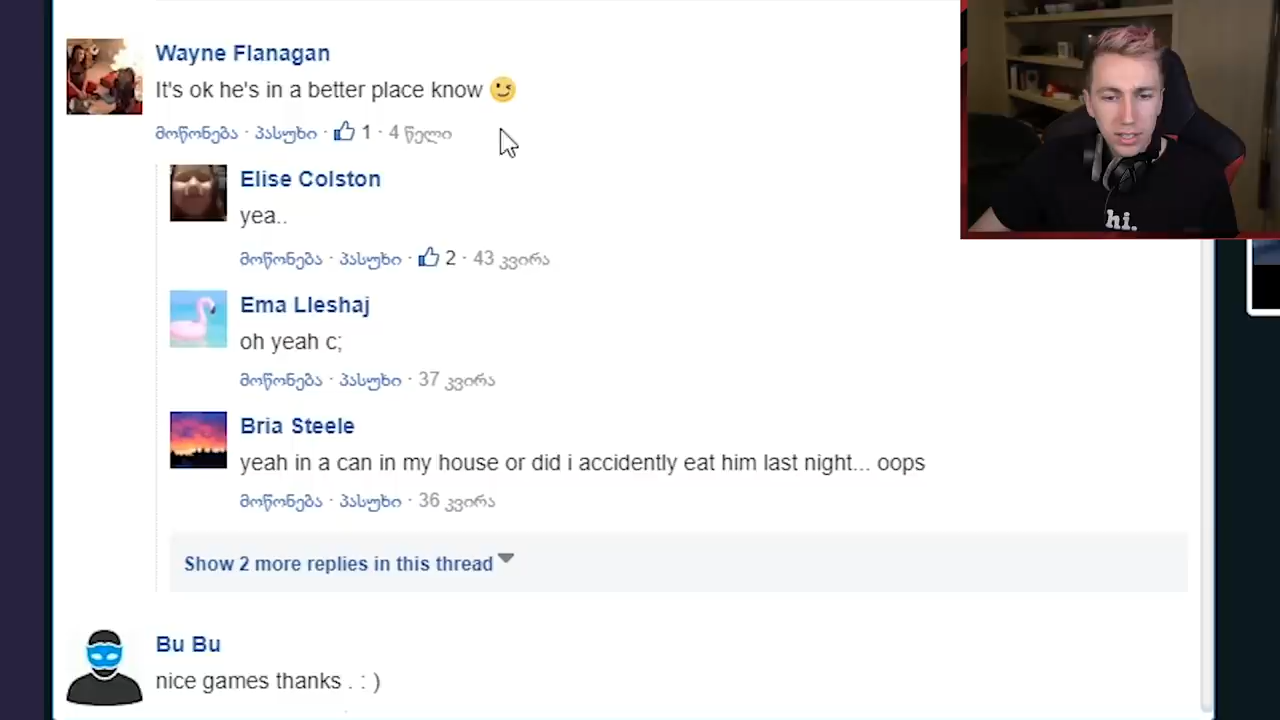 Wayne Flanagan
It's ok he's in a better place know 😉
მოწონება · პასუხი · 1 · 4 წელი
Elise Colston
yea..
მოწონება · პასუხი · 2 · 43 კვირა
Ema Lleshaj
oh yeah c;
მოწონება · პასუხი · 37 კვირა
Bria Steele
yeah in a can in my house or did i accidently eat him last night... oops
მოწონება · პასუხი · 36 კვირა
Show 2 more replies in this thread
Bu Bu
nice games thanks . : )
hi.